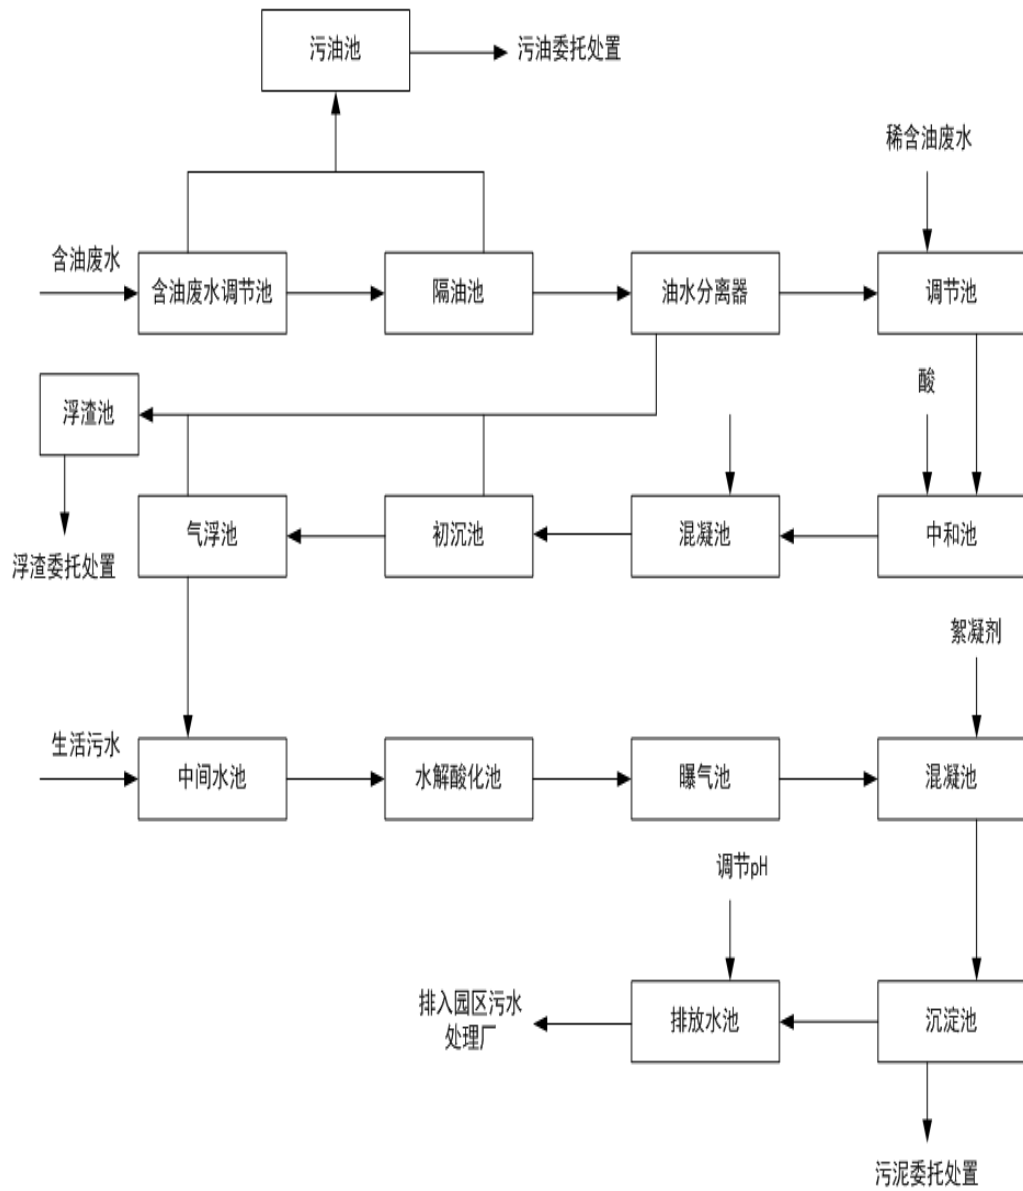 污油池
污油委托处置
稀含油废水
含油废水
含油废水调节池
隔油池
油水分离器
调节池
浮渣池
酸
气浮池
初沉池
混凝池
中和池
浮渣委托处置
絮凝剂
生活污水
中间水池
水解酸化池
曝气池
混凝池
调节pH
排入园区污水
处理厂
排放水池
沉淀池
污泥委托处置